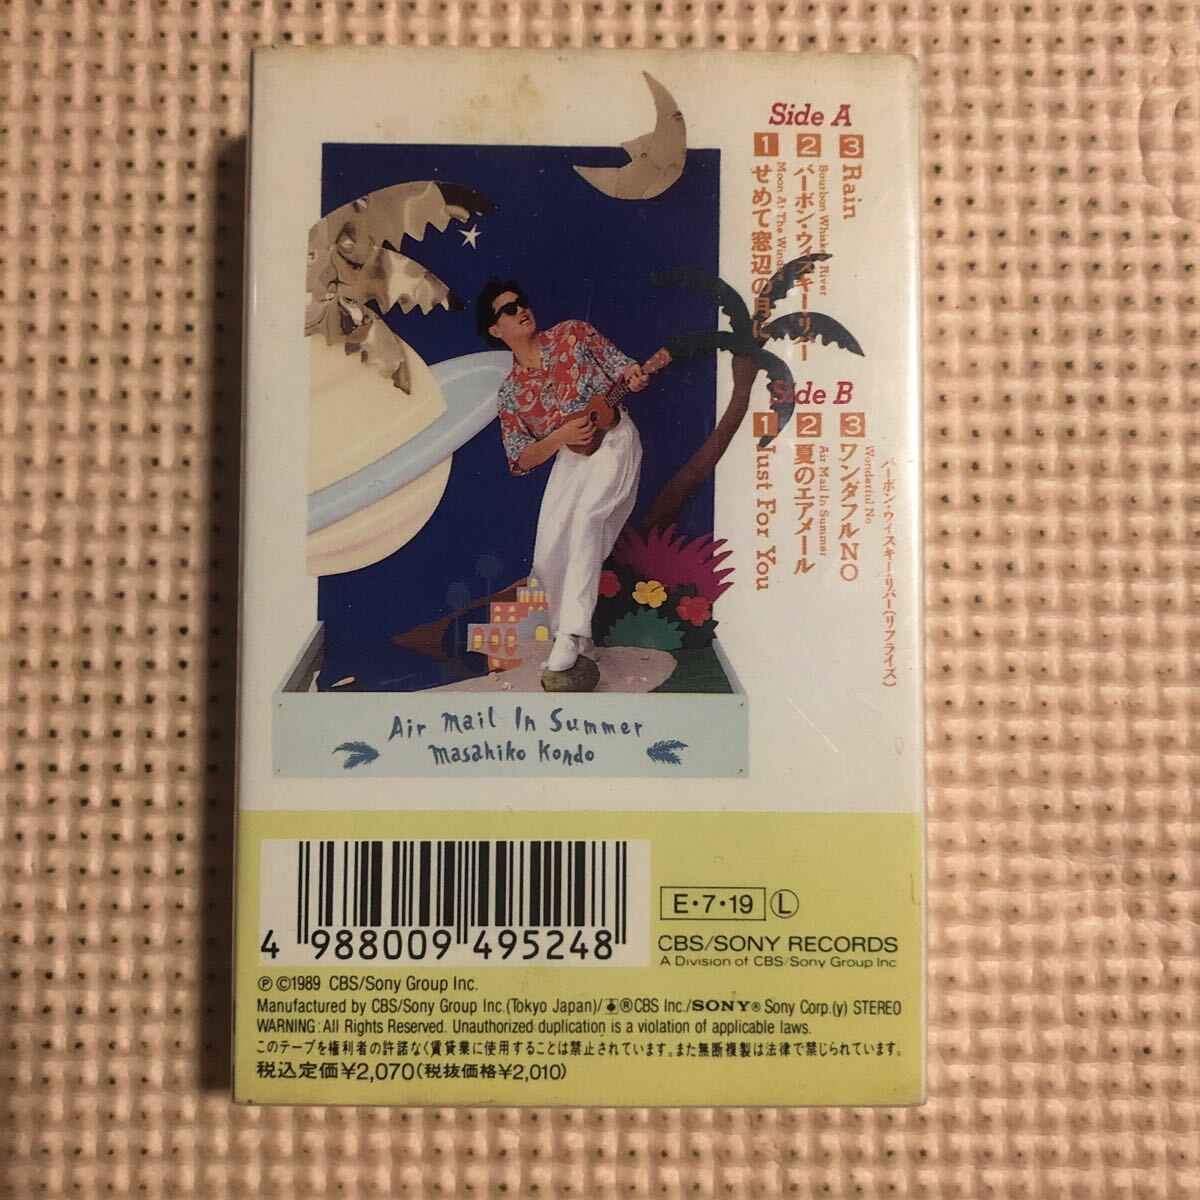 Side A
1 せめて窓辺の月に
Moon At The Window
2 バーボン・ウィスキー・リバー
Bourbon Whiskey River
3 Rain
Side B
1 Just For You
2 夏のエアメール
Air Mail In Summer
3 ワンダフルNO
Wonderful No
バーボン・ウィスキー・リバー(リプライズ)
Air Mail In Summer
Masahiko Kondo
4 988009 495248
E・7・19 L
CBS/SONY RECORDS
A Division of CBS/Sony Group Inc
℗©1989 CBS/Sony Group Inc.
Manufactured by CBS/Sony Group Inc.(Tokyo Japan)/®CBS Inc./SONY® Sony Corp.(y) STEREO
WARNING:All Rights Reserved. Unauthorized duplication is a violation of applicable laws.
このテープを権利者の許諾なく賃貸業に使用することは禁止されています。また無断複製は法律で禁じられています。
税込定価¥2,070(税抜価格¥2,010)